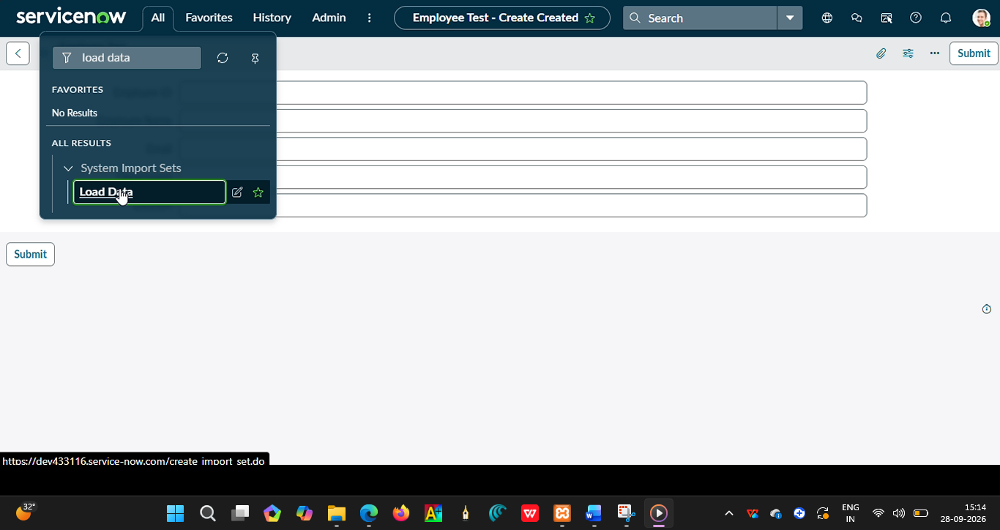 servicenow
All
Favorites
History
Admin
Employee Test - Create Created
Search
load data
Submit
FAVORITES
No Results
ALL RESULTS
System Import Sets
Load Data
Submit
https://dev433116.service-now.com/create_import_set.do
32°
ENG
IN
15:14
28-09-2026